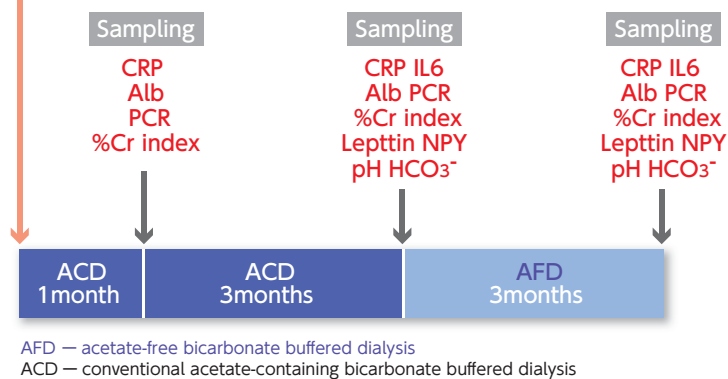 Sampling
CRP
Alb
PCR
%Cr index
Sampling
CRP IL6
Alb PCR
%Cr index
Lepttin NPY
pH HCO3⁻
Sampling
CRP IL6
Alb PCR
%Cr index
Lepttin NPY
pH HCO3⁻
ACD
1month
ACD
3months
AFD
3months
AFD — acetate-free bicarbonate buffered dialysis
ACD — conventional acetate-containing bicarbonate buffered dialysis